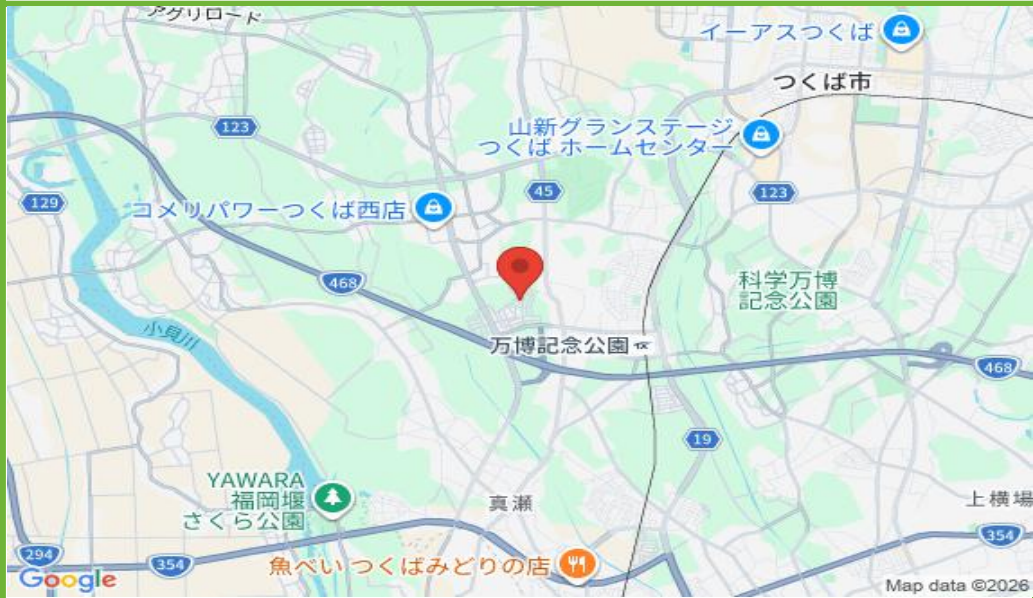 アグリロード
イーアスつくば
つくば市
123
山新グランステージ
つくば ホームセンター
129
45
123
コメリパワーつくば西店
468
科学万博
記念公園
小貝川
万博記念公園
468
19
YAWARA
福岡堰
さくら公園
真瀬
上横場
294
354
354
魚べい つくばみどりの店
Google
Map data ©2026